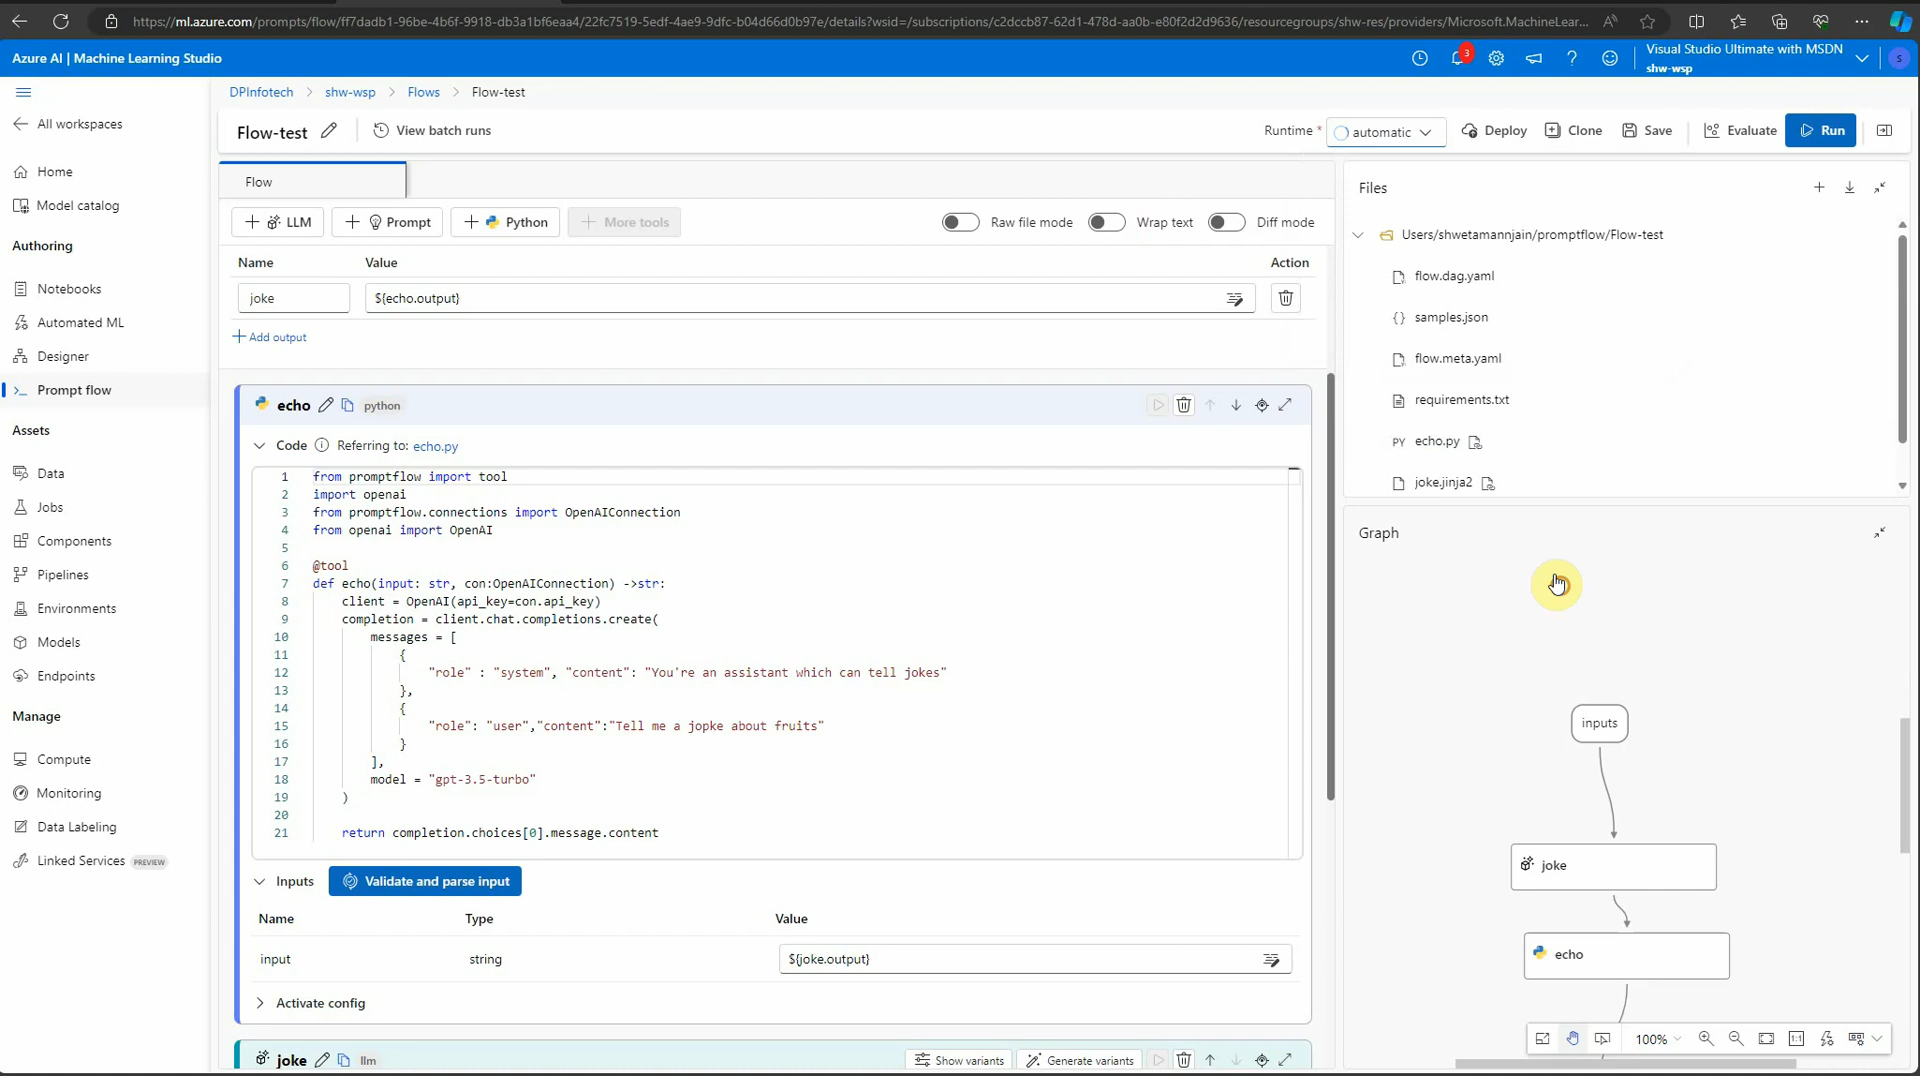 https://ml.azure.com/prompts/flow/ff7dadb1-96be-4b6f-9918-db3a1bf6eaa4/22fc7519-5edf-4ae9-9dfc-b04d66d0b97e/details?wsid=/subscriptions/c2dccb87-62d1-478d-aa0b-e80f2d2d9636/resourcegroups/shw-res/providers/Microsoft.MachineLear...
Azure AI | Machine Learning Studio
3
Visual Studio Ultimate with MSDN
shw-wsp
S
All workspaces
Home
Model catalog
Authoring
Notebooks
Automated ML
Designer
Prompt flow
Assets
Data
Jobs
Components
Pipelines
Environments
Models
Endpoints
Manage
Compute
Monitoring
Data Labeling
Linked Services PREVIEW
DPInfotech > shw-wsp > Flows > Flow-test
Flow-test View batch runs
Runtime * automatic Deploy Clone Save Evaluate Run
Flow
+ LLM + Prompt + Python + More tools
Raw file mode Wrap text Diff mode
Name Value Action
joke ${echo.output}
+ Add output
echo python
Code Referring to: echo.py
1 from promptflow import tool
2 import openai
3 from promptflow.connections import OpenAIConnection
4 from openai import OpenAI
5
6 @tool
7 def echo(input: str, con:OpenAIConnection) ->str:
8 client = OpenAI(api_key=con.api_key)
9 completion = client.chat.completions.create(
10 messages = [
11 {
12 "role" : "system", "content": "You're an assistant which can tell jokes"
13 },
14 {
15 "role": "user","content":"Tell me a jopke about fruits"
16 }
17 ],
18 model = "gpt-3.5-turbo"
19 )
20
21 return completion.choices[0].message.content
Inputs Validate and parse input
Name Type Value
input string ${joke.output}
Activate config
joke llm Show variants Generate variants
Files
Users/shwetamannjain/promptflow/Flow-test
flow.dag.yaml
{} samples.json
flow.meta.yaml
requirements.txt
PY echo.py
joke.jinja2
Graph
inputs
joke
echo
100% 1:1